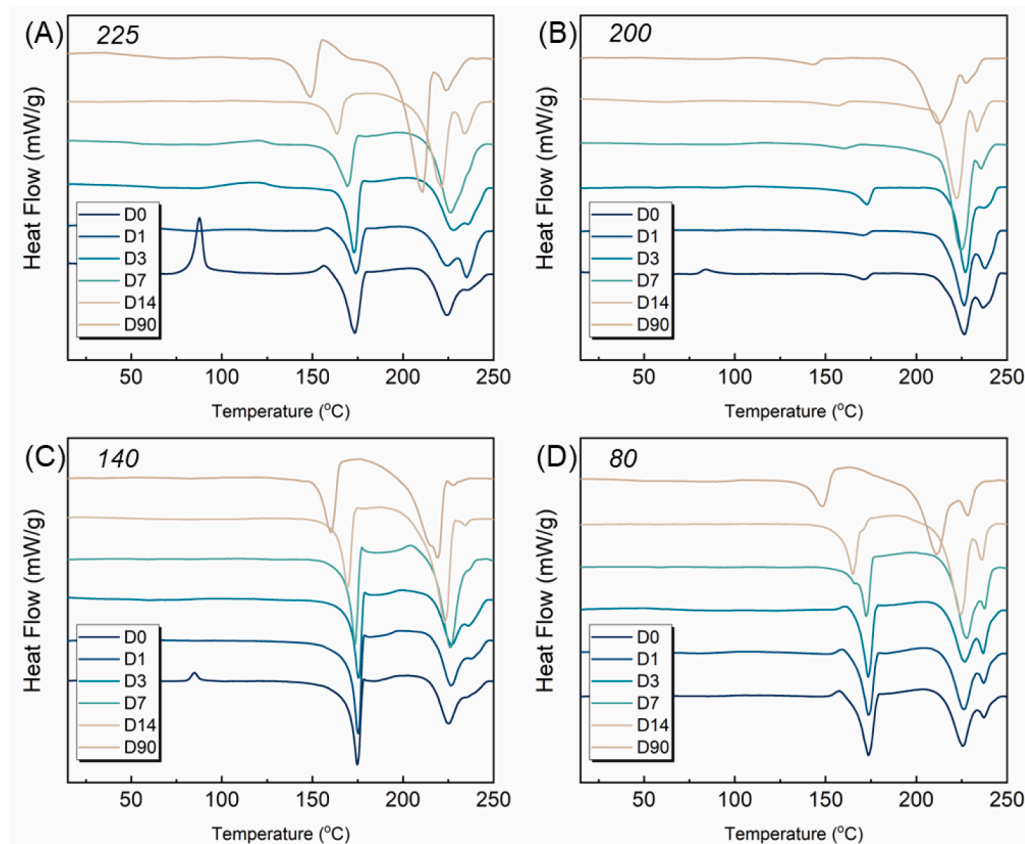 (A) 225
Heat Flow (mW/g)
D0
D1
D3
D7
D14
D90
50 100 150 200 250
Temperature (°C)
(B) 200
Heat Flow (mW/g)
D0
D1
D3
D7
D14
D90
50 100 150 200 250
Temperature (°C)
(C) 140
Heat Flow (mW/g)
D0
D1
D3
D7
D14
D90
50 100 150 200 250
Temperature (°C)
(D) 80
Heat Flow (mW/g)
D0
D1
D3
D7
D14
D90
50 100 150 200 250
Temperature (°C)